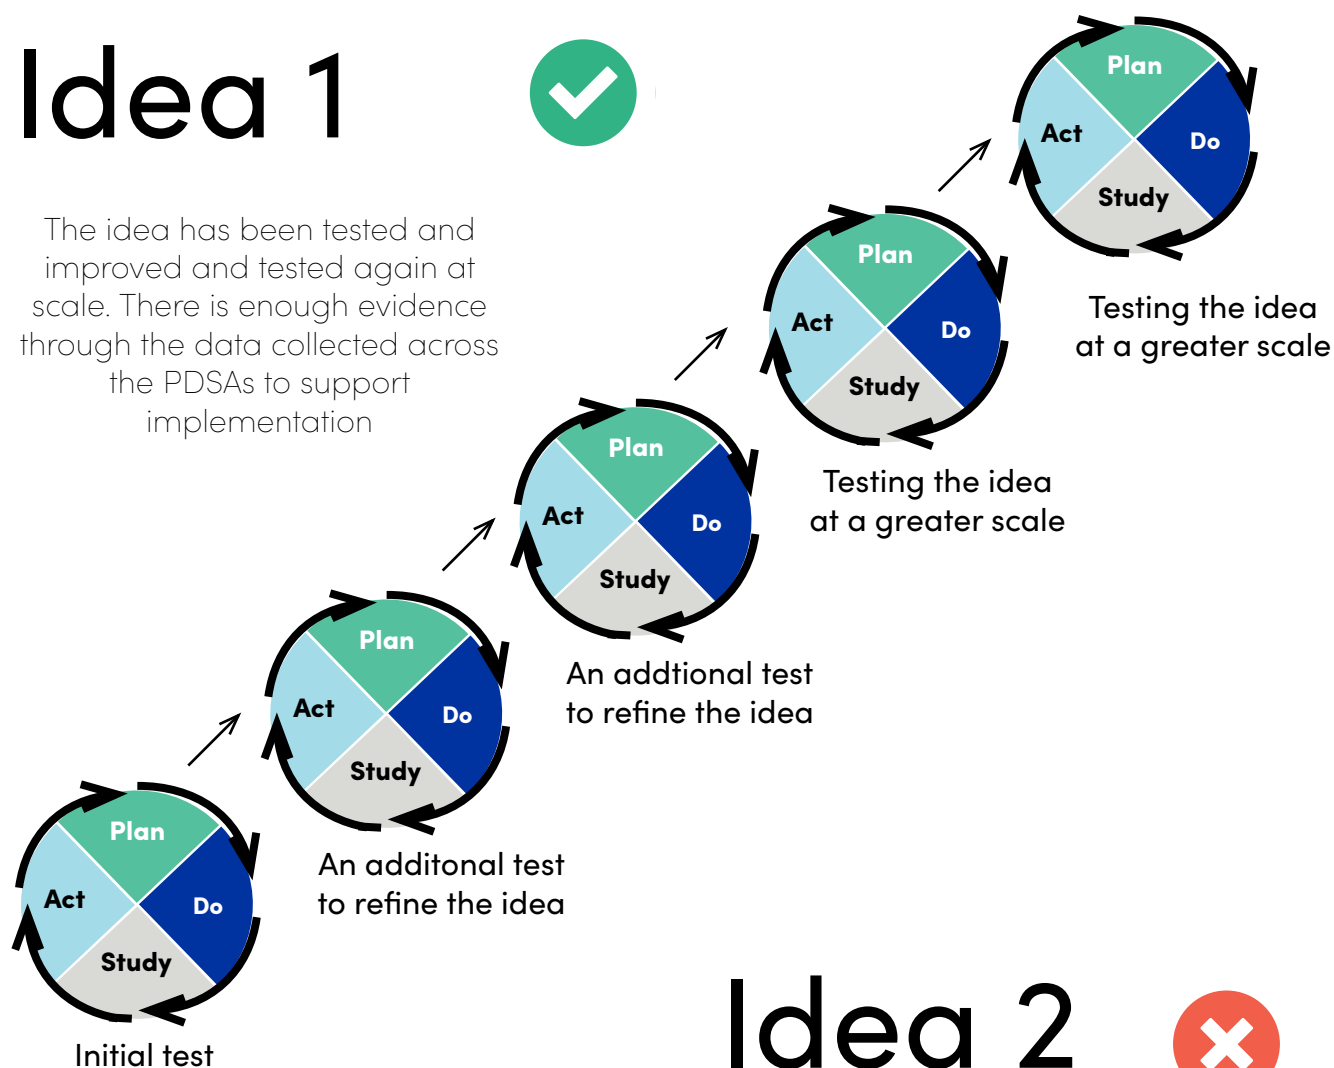 Idea 1
The idea has been tested and
improved and tested again at
scale. There is enough evidence
through the data collected across
the PDSAs to support
implementation
Plan
Act
Do
Study
Testing the idea
at a greater scale
Plan
Act
Do
Study
Testing the idea
at a greater scale
Plan
Act
Do
Study
An addtional test
to refine the idea
Plan
Act
Do
Study
An additonal test
to refine the idea
Plan
Act
Do
Study
Initial test
Idea 2